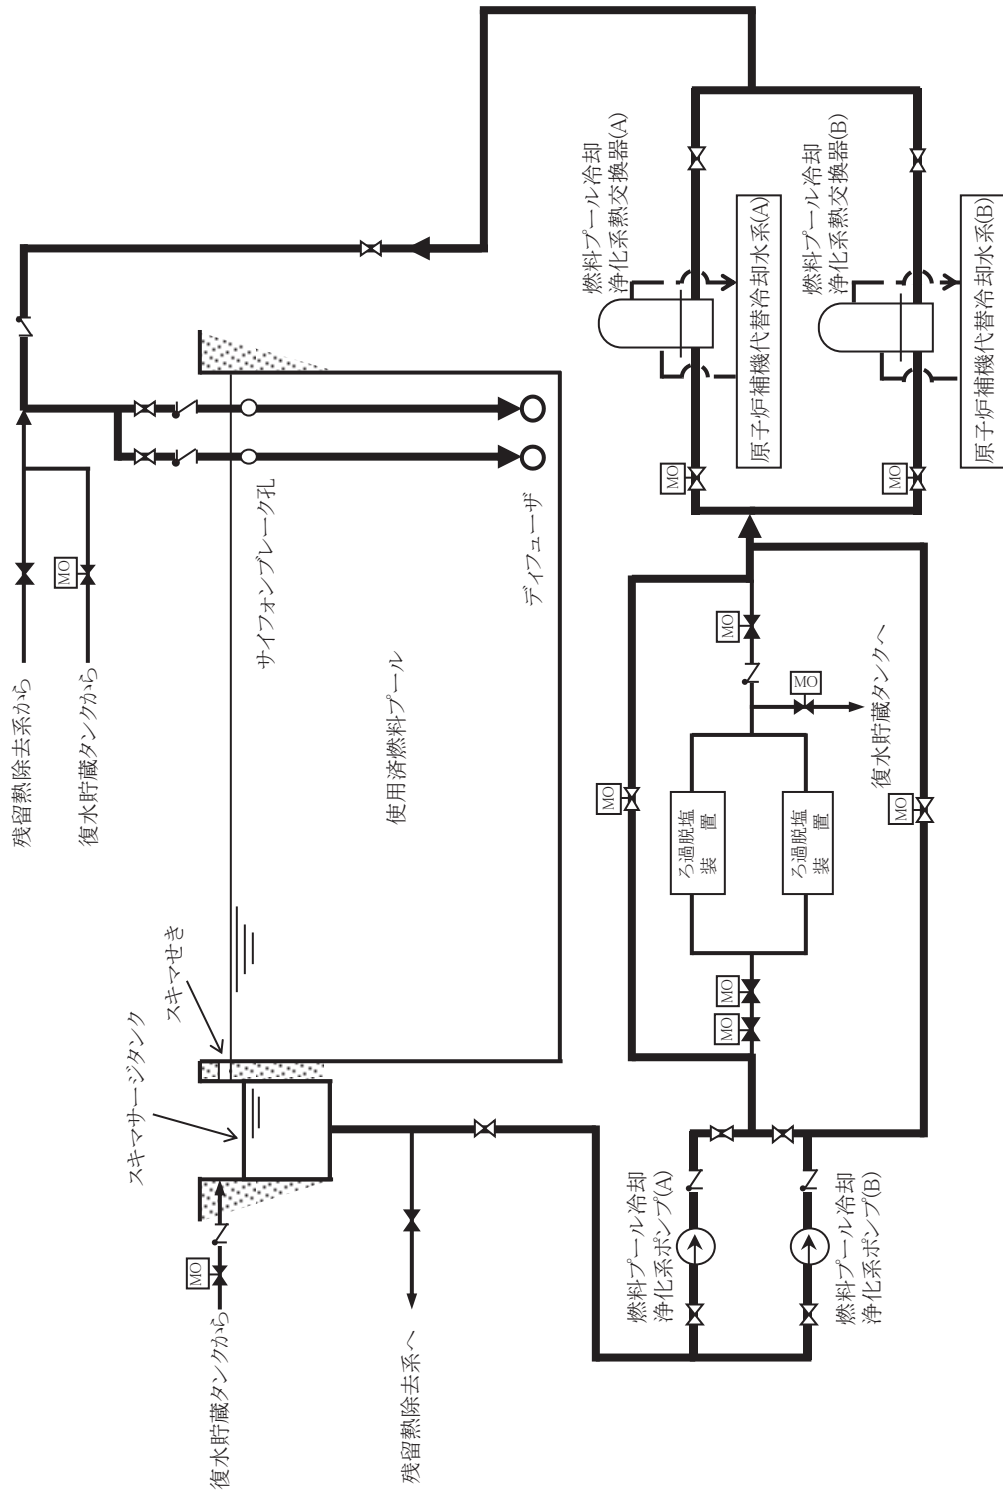 残留熱除去系から
MO
復水貯蔵タンクから
スキマサージタンク
スキマせき
MO
復水貯蔵タンクから
サイフォンブレーク孔
使用済燃料プール
残留熱除去系へ
ディフューザ
燃料プール冷却
浄化系熱交換器(A)
MO
燃料プール冷却
浄化系ポンプ(A)
MO
ろ過脱塩
装置
MO
MO
MO
原子炉補機代替冷却水系(A)
ろ過脱塩
装置
MO
燃料プール冷却
浄化系熱交換器(B)
燃料プール冷却
浄化系ポンプ(B)
復水貯蔵タンクへ
MO
MO
原子炉補機代替冷却水系(B)